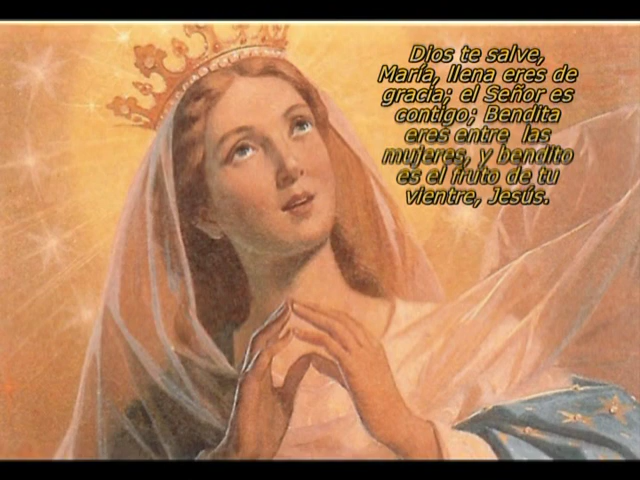 Dios te salve,
María, llena eres de
gracia; el Señor es
contigo; Bendita
eres entre las
mujeres, y bendito
es el fruto de tu
vientre, Jesús.